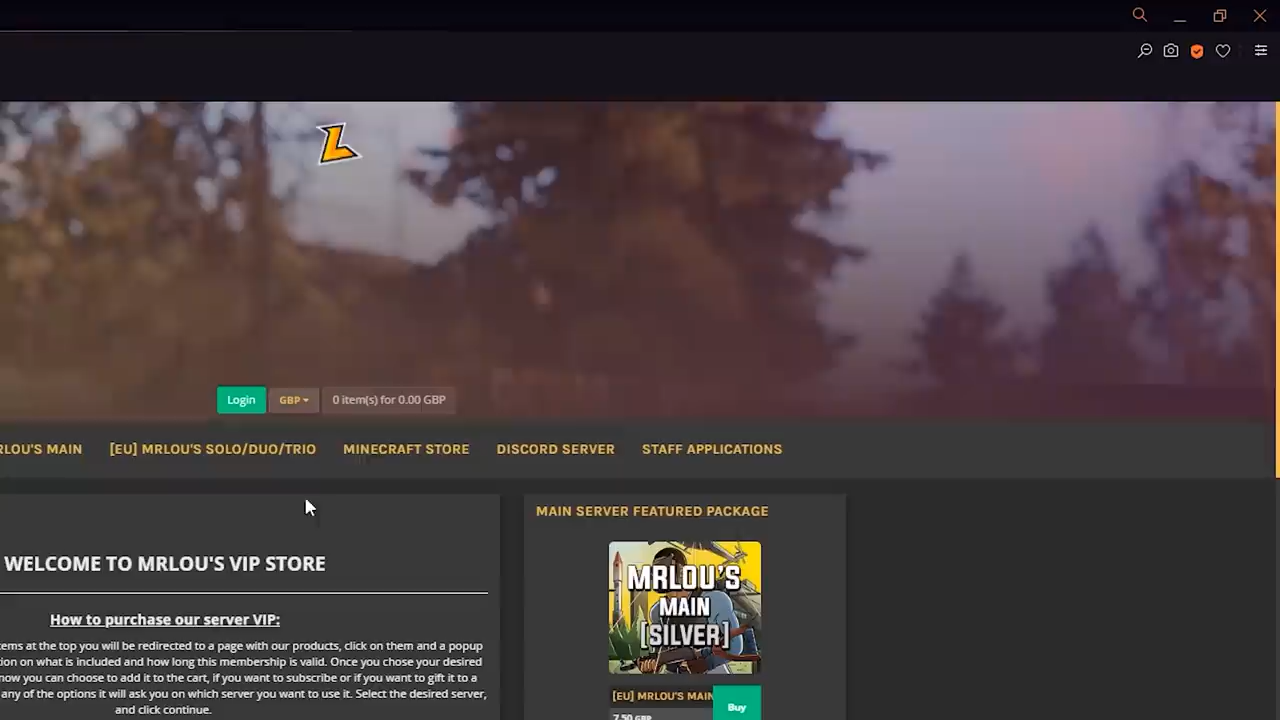 L
Login
GBP
0 item(s) for 0.00 GBP
RLOU'S MAIN
[EU] MRLOU'S SOLO/DUO/TRIO
MINECRAFT STORE
DISCORD SERVER
STAFF APPLICATIONS
WELCOME TO MRLOU'S VIP STORE
How to purchase our server VIP:
ems at the top you will be redirected to a page with our products, click on them and a popup
ion on what is included and how long this membership is valid. Once you chose your desired
now you can choose to add it to the cart, if you want to subscribe or if you want to gift it to a
any of the options it will ask you on which server you want to use it. Select the desired server,
and click continue.
MAIN SERVER FEATURED PACKAGE
MRLOU'S
MAIN
[SILVER]
[EU] MRLOU'S MAIN
7.50 GBP
Buy